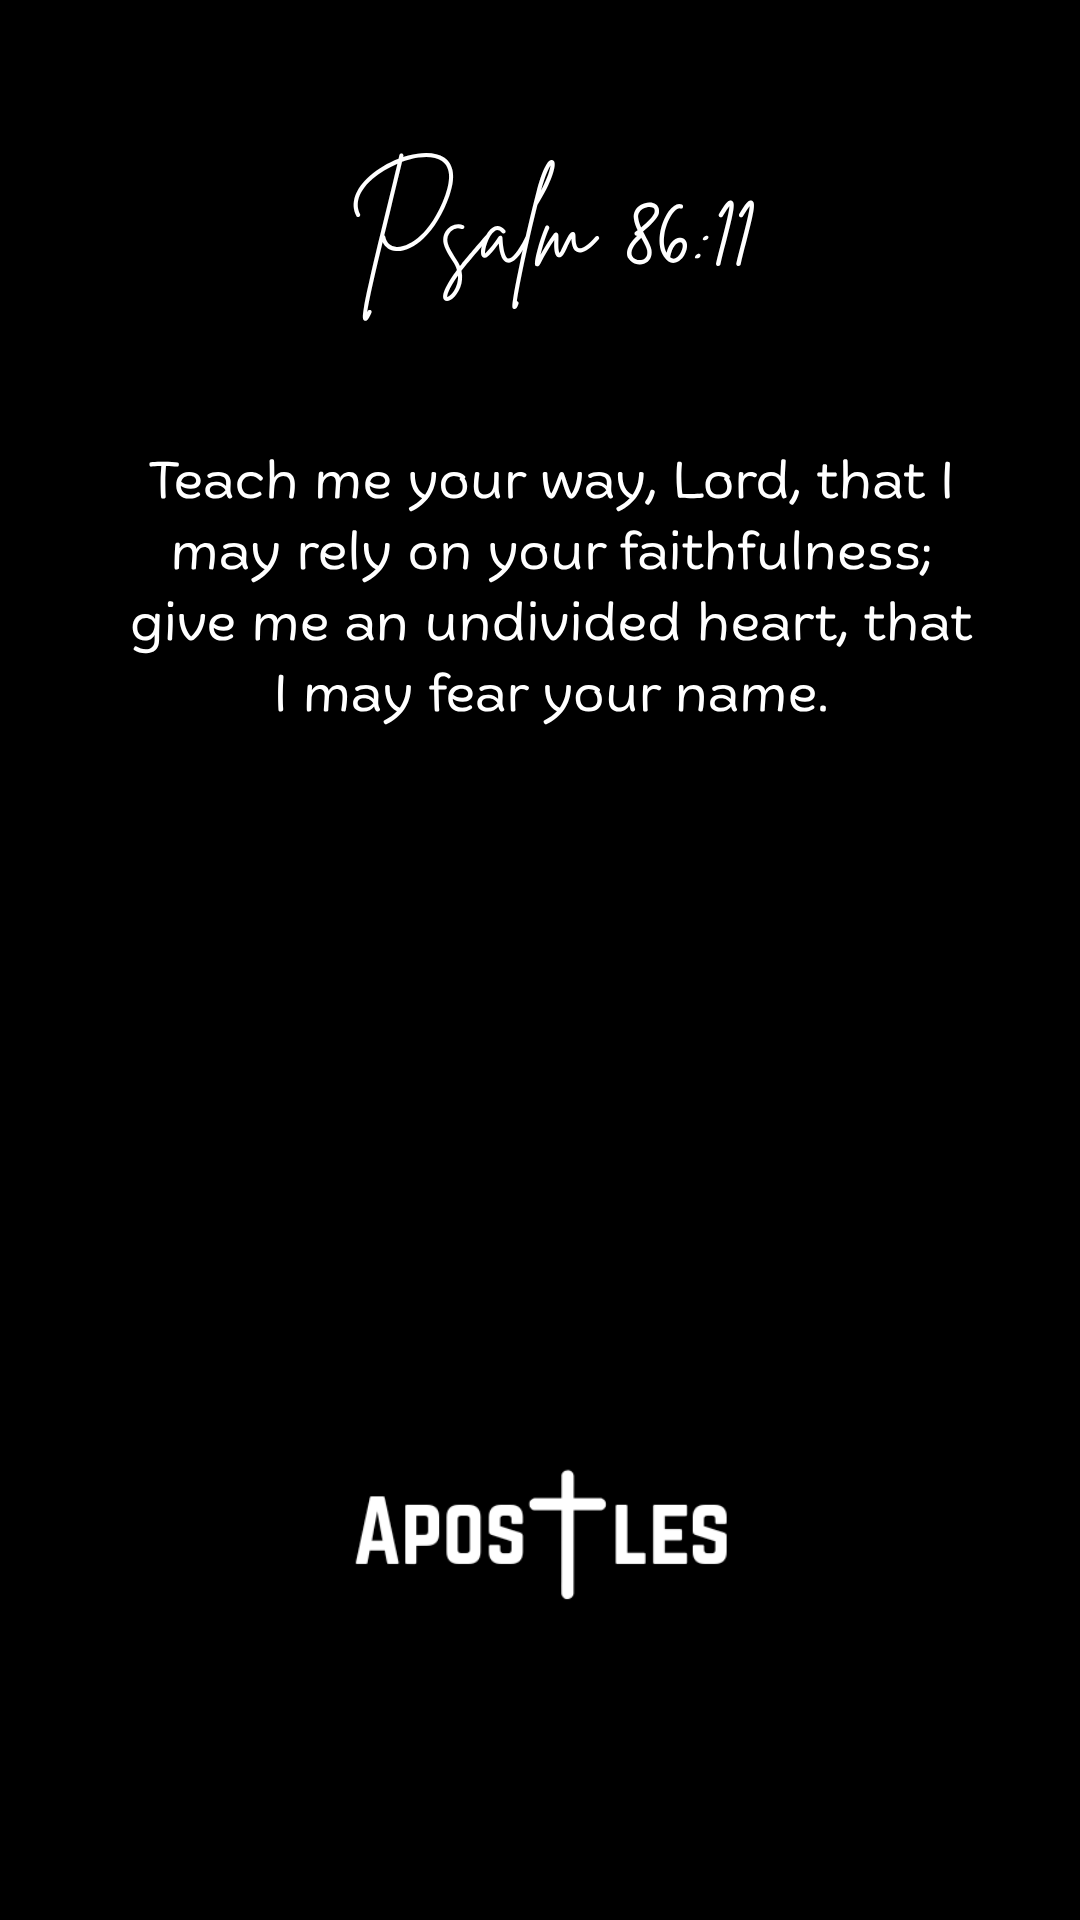 Psalm 86:11
Teach me your way, Lord, that I
may rely on your faithfulness;
give me an undivided heart, that
I may fear your name.
APOSTLES